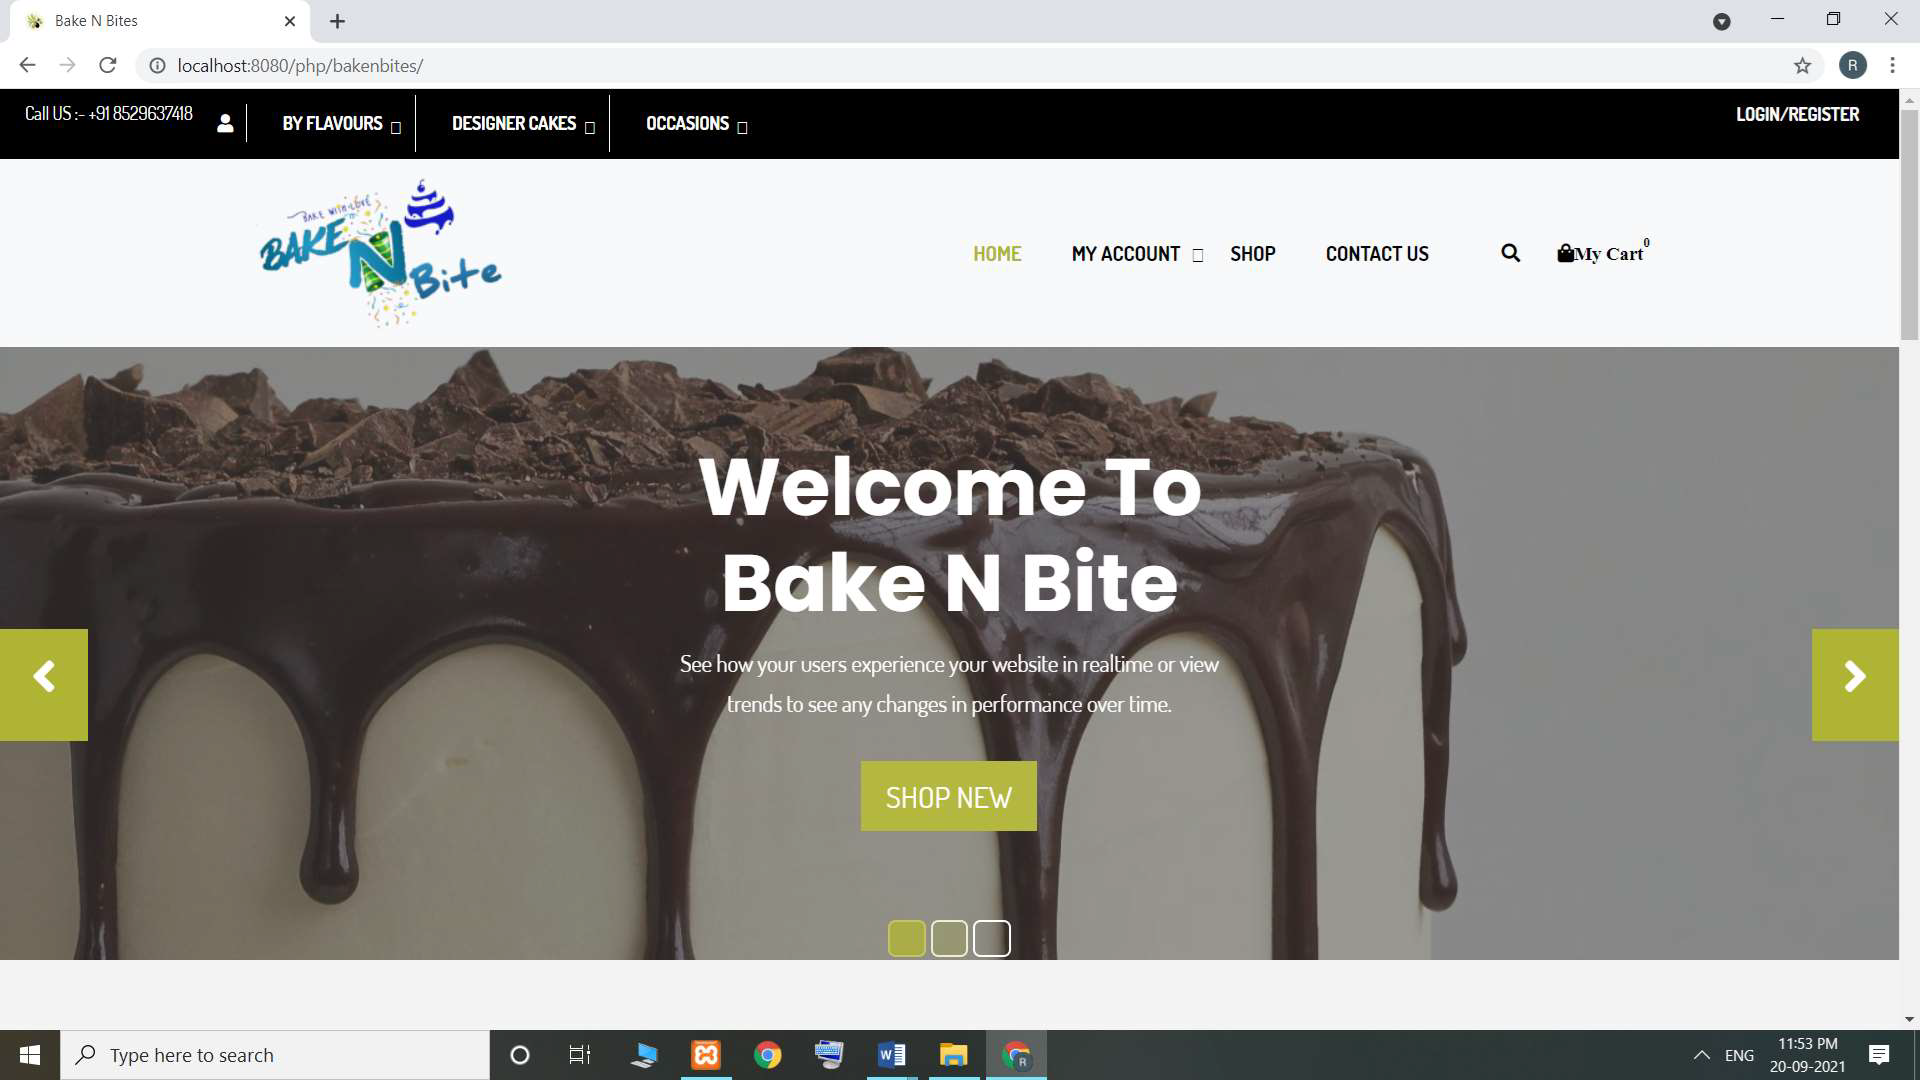 Bake N Bites
localhost:8080/php/bakenbites/
R
Call US :- +91 8529637418
BY FLAVOURS
DESIGNER CAKES
OCCASIONS
LOGIN/REGISTER
BAKE WITH LOVE
BAKE N Bite
HOME
MY ACCOUNT
SHOP
CONTACT US
My Cart 0
Welcome To
Bake N Bite
See how your users experience your website in realtime or view
trends to see any changes in performance over time.
SHOP NEW
Type here to search
W
R
ENG
11:53 PM
20-09-2021